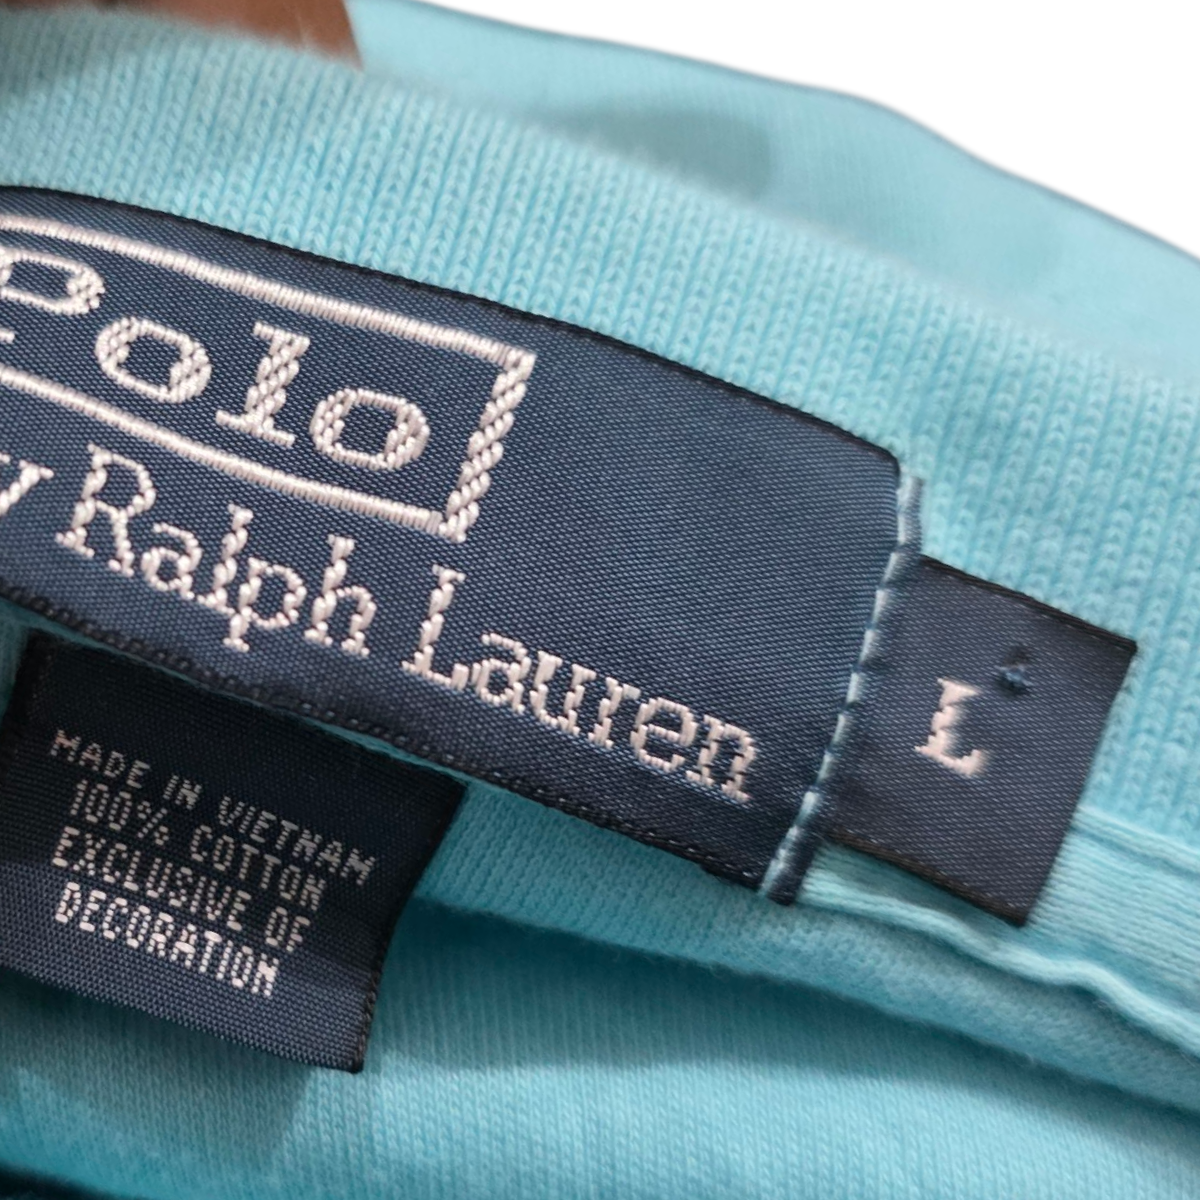 Polo
y Ralph Lauren
L
MADE IN VIETNAM
100% COTTON
EXCLUSIVE OF
DECORATION